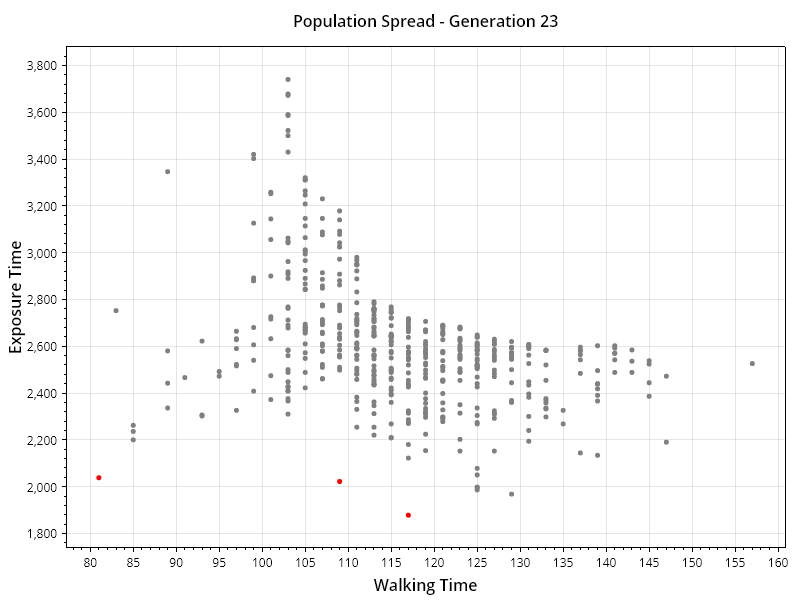 Population Spread - Generation 23
Exposure Time
3,800
3,600
3,400
3,200
3,000
2,800
2,600
2,400
2,200
2,000
1,800
80 85 90 95 100 105 110 115 120 125 130 135 140 145 150 155 160
Walking Time